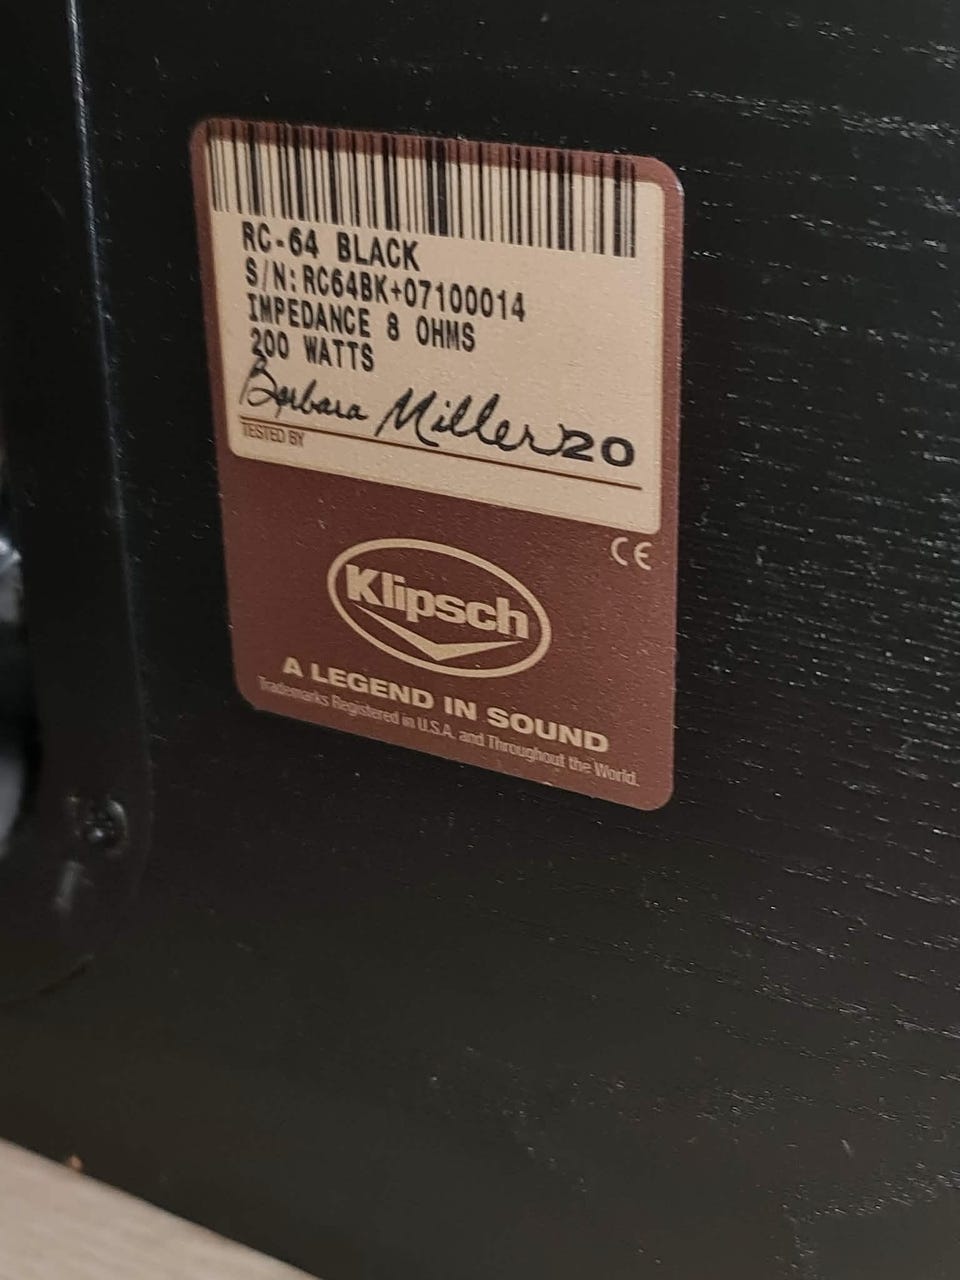 RC-64 BLACK
S/N:RC64BK+07100014
IMPEDANCE 8 OHMS
200 WATTS
Barbara Miller 20
TESTED BY
CE
Klipsch
A LEGEND IN SOUND
Trademarks Registered in U.S.A. and Throughout the World.